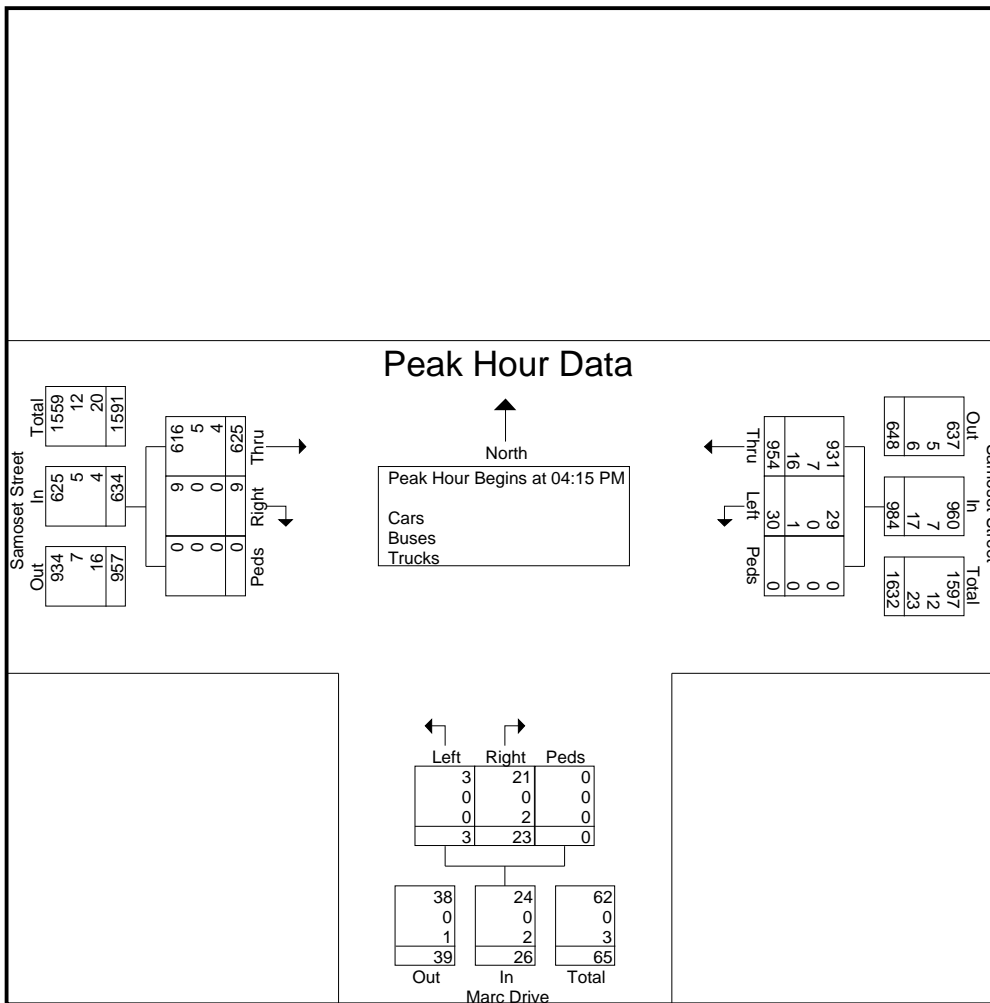 Peak Hour Data
North
Peak Hour Begins at 04:15 PM
Cars
Buses
Trucks
Samoset Street
Out In Total
934 625 1559
7 5 12
16 4 20
957 634 1591
Thru Right Peds
616 9 0
5 0 0
4 0 0
625 9 0
Out In Total
637 960 1597
5 7 12
6 17 23
648 984 1632
Thru Left Peds
931 29 0
7 0 0
16 1 0
954 30 0
Left Right Peds
3 21 0
0 0 0
0 2 0
3 23 0
38 24 62
0 0 0
1 2 3
39 26 65
Out In Total
Marc Drive